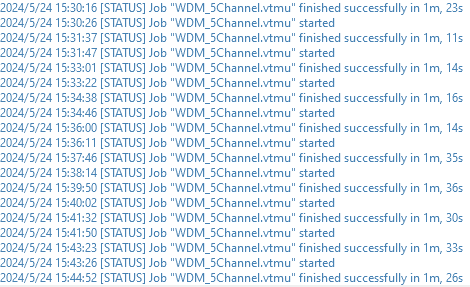 2024/5/24 15:30:16 [STATUS] Job "WDM_5Channel.vtmu" finished successfully in 1m, 23s
2024/5/24 15:30:26 [STATUS] Job "WDM_5Channel.vtmu" started
2024/5/24 15:31:37 [STATUS] Job "WDM_5Channel.vtmu" finished successfully in 1m, 11s
2024/5/24 15:31:47 [STATUS] Job "WDM_5Channel.vtmu" started
2024/5/24 15:33:01 [STATUS] Job "WDM_5Channel.vtmu" finished successfully in 1m, 14s
2024/5/24 15:33:22 [STATUS] Job "WDM_5Channel.vtmu" started
2024/5/24 15:34:38 [STATUS] Job "WDM_5Channel.vtmu" finished successfully in 1m, 16s
2024/5/24 15:34:46 [STATUS] Job "WDM_5Channel.vtmu" started
2024/5/24 15:36:00 [STATUS] Job "WDM_5Channel.vtmu" finished successfully in 1m, 14s
2024/5/24 15:36:11 [STATUS] Job "WDM_5Channel.vtmu" started
2024/5/24 15:37:46 [STATUS] Job "WDM_5Channel.vtmu" finished successfully in 1m, 35s
2024/5/24 15:38:14 [STATUS] Job "WDM_5Channel.vtmu" started
2024/5/24 15:39:50 [STATUS] Job "WDM_5Channel.vtmu" finished successfully in 1m, 36s
2024/5/24 15:40:02 [STATUS] Job "WDM_5Channel.vtmu" started
2024/5/24 15:41:32 [STATUS] Job "WDM_5Channel.vtmu" finished successfully in 1m, 30s
2024/5/24 15:41:50 [STATUS] Job "WDM_5Channel.vtmu" started
2024/5/24 15:43:23 [STATUS] Job "WDM_5Channel.vtmu" finished successfully in 1m, 33s
2024/5/24 15:43:26 [STATUS] Job "WDM_5Channel.vtmu" started
2024/5/24 15:44:52 [STATUS] Job "WDM_5Channel.vtmu" finished successfully in 1m, 26s